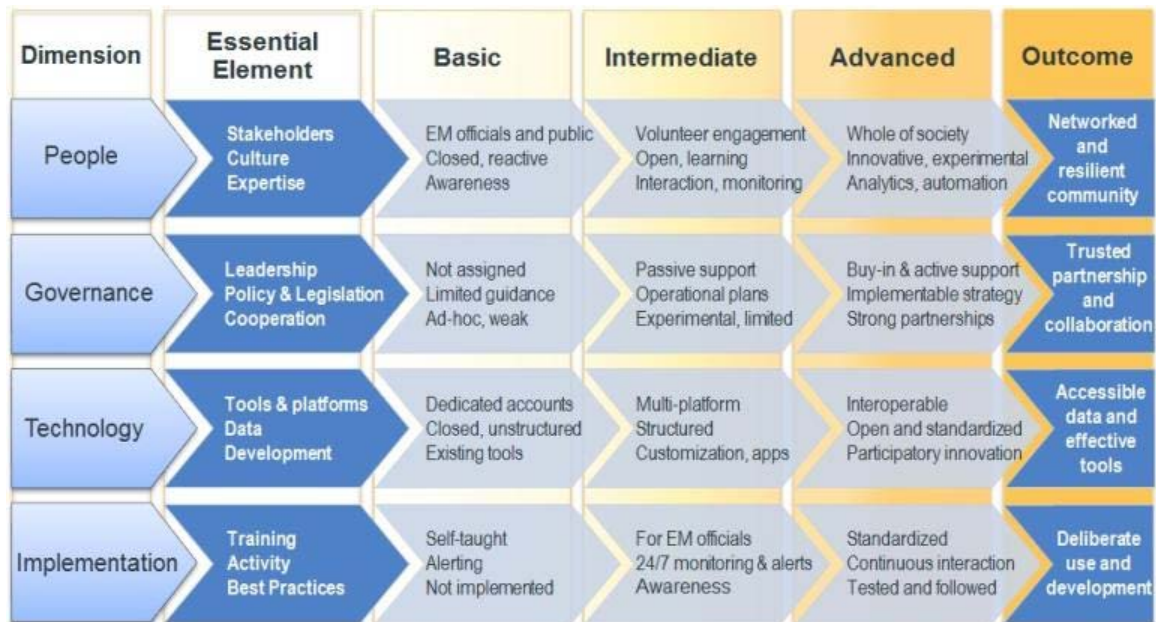 Dimension
Essential
Element
Basic
Intermediate
Advanced
Outcome
People
Stakeholders
Culture
Expertise
EM officials and public
Closed, reactive
Awareness
Volunteer engagement
Open, learning
Interaction, monitoring
Whole of society
Innovative, experimental
Analytics, automation
Networked
and
resilient
community
Governance
Leadership
Policy & Legislation
Cooperation
Not assigned
Limited guidance
Ad-hoc, weak
Passive support
Operational plans
Experimental, limited
Buy-in & active support
Implementable strategy
Strong partnerships
Trusted
partnership
and
collaboration
Technology
Tools & platforms
Data
Development
Dedicated accounts
Closed, unstructured
Existing tools
Multi-platform
Structured
Customization, apps
Interoperable
Open and standardized
Participatory innovation
Accessible
data and
effective
tools
Implementation
Training
Activity
Best Practices
Self-taught
Alerting
Not implemented
For EM officials
24/7 monitoring & alerts
Awareness
Standardized
Continuous interaction
Tested and followed
Deliberate
use and
development